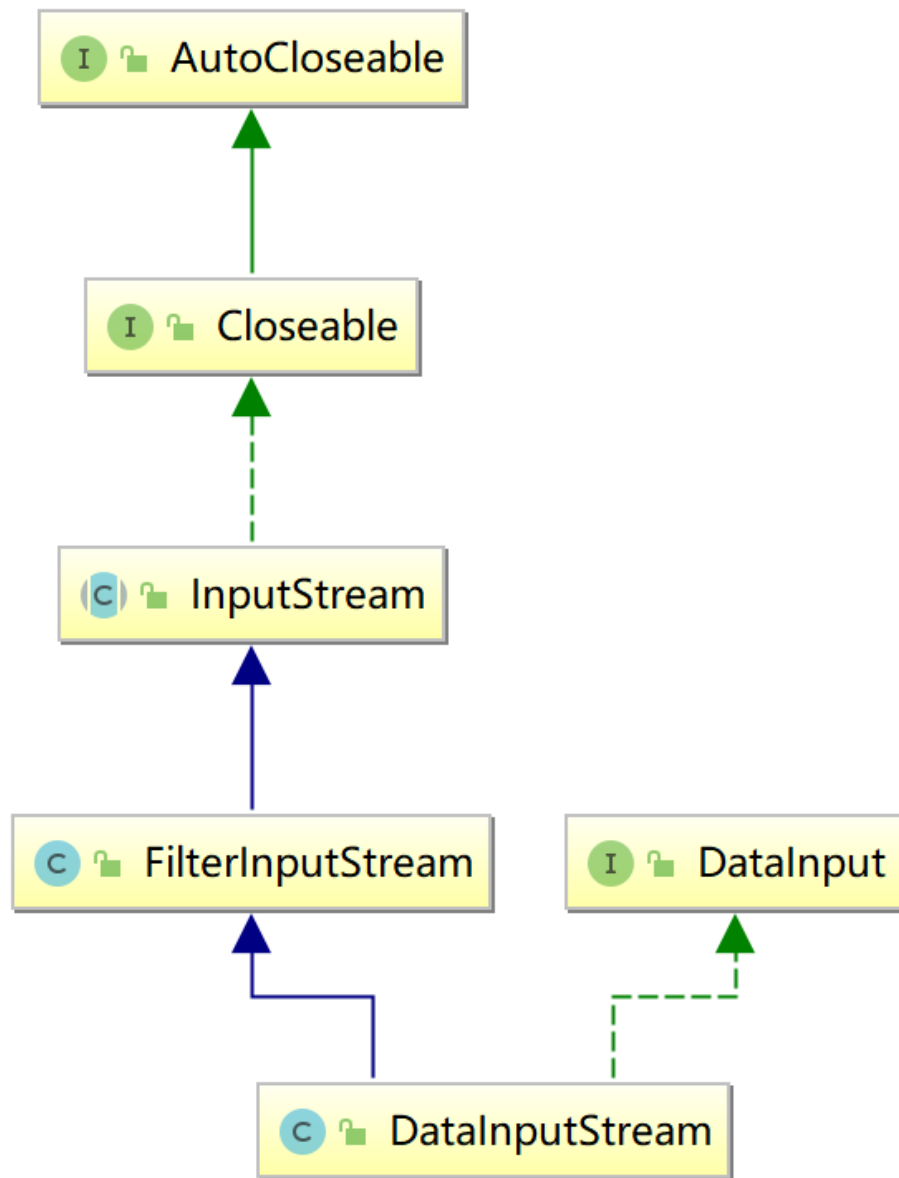 I AutoCloseable
I Closeable
C InputStream
C FilterInputStream
I DataInput
C DataInputStream